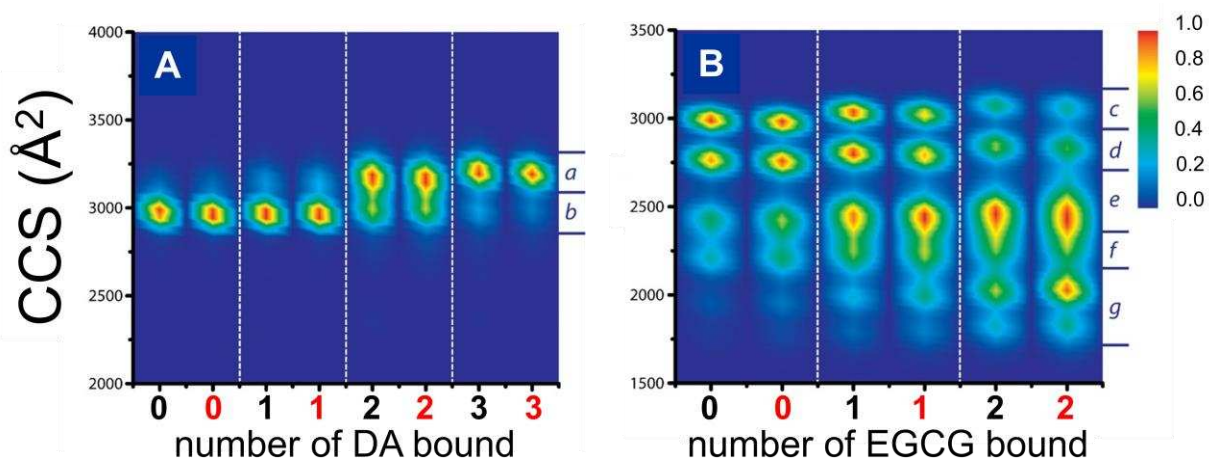 A
B
CCS (Å²)
4000
3500
3000
2500
2000
a
b
0 0 1 1 2 2 3 3
number of DA bound
3500
3000
2500
2000
1500
c
d
e
f
g
0 0 1 1 2 2
number of EGCG bound
1.0
0.8
0.6
0.4
0.2
0.0